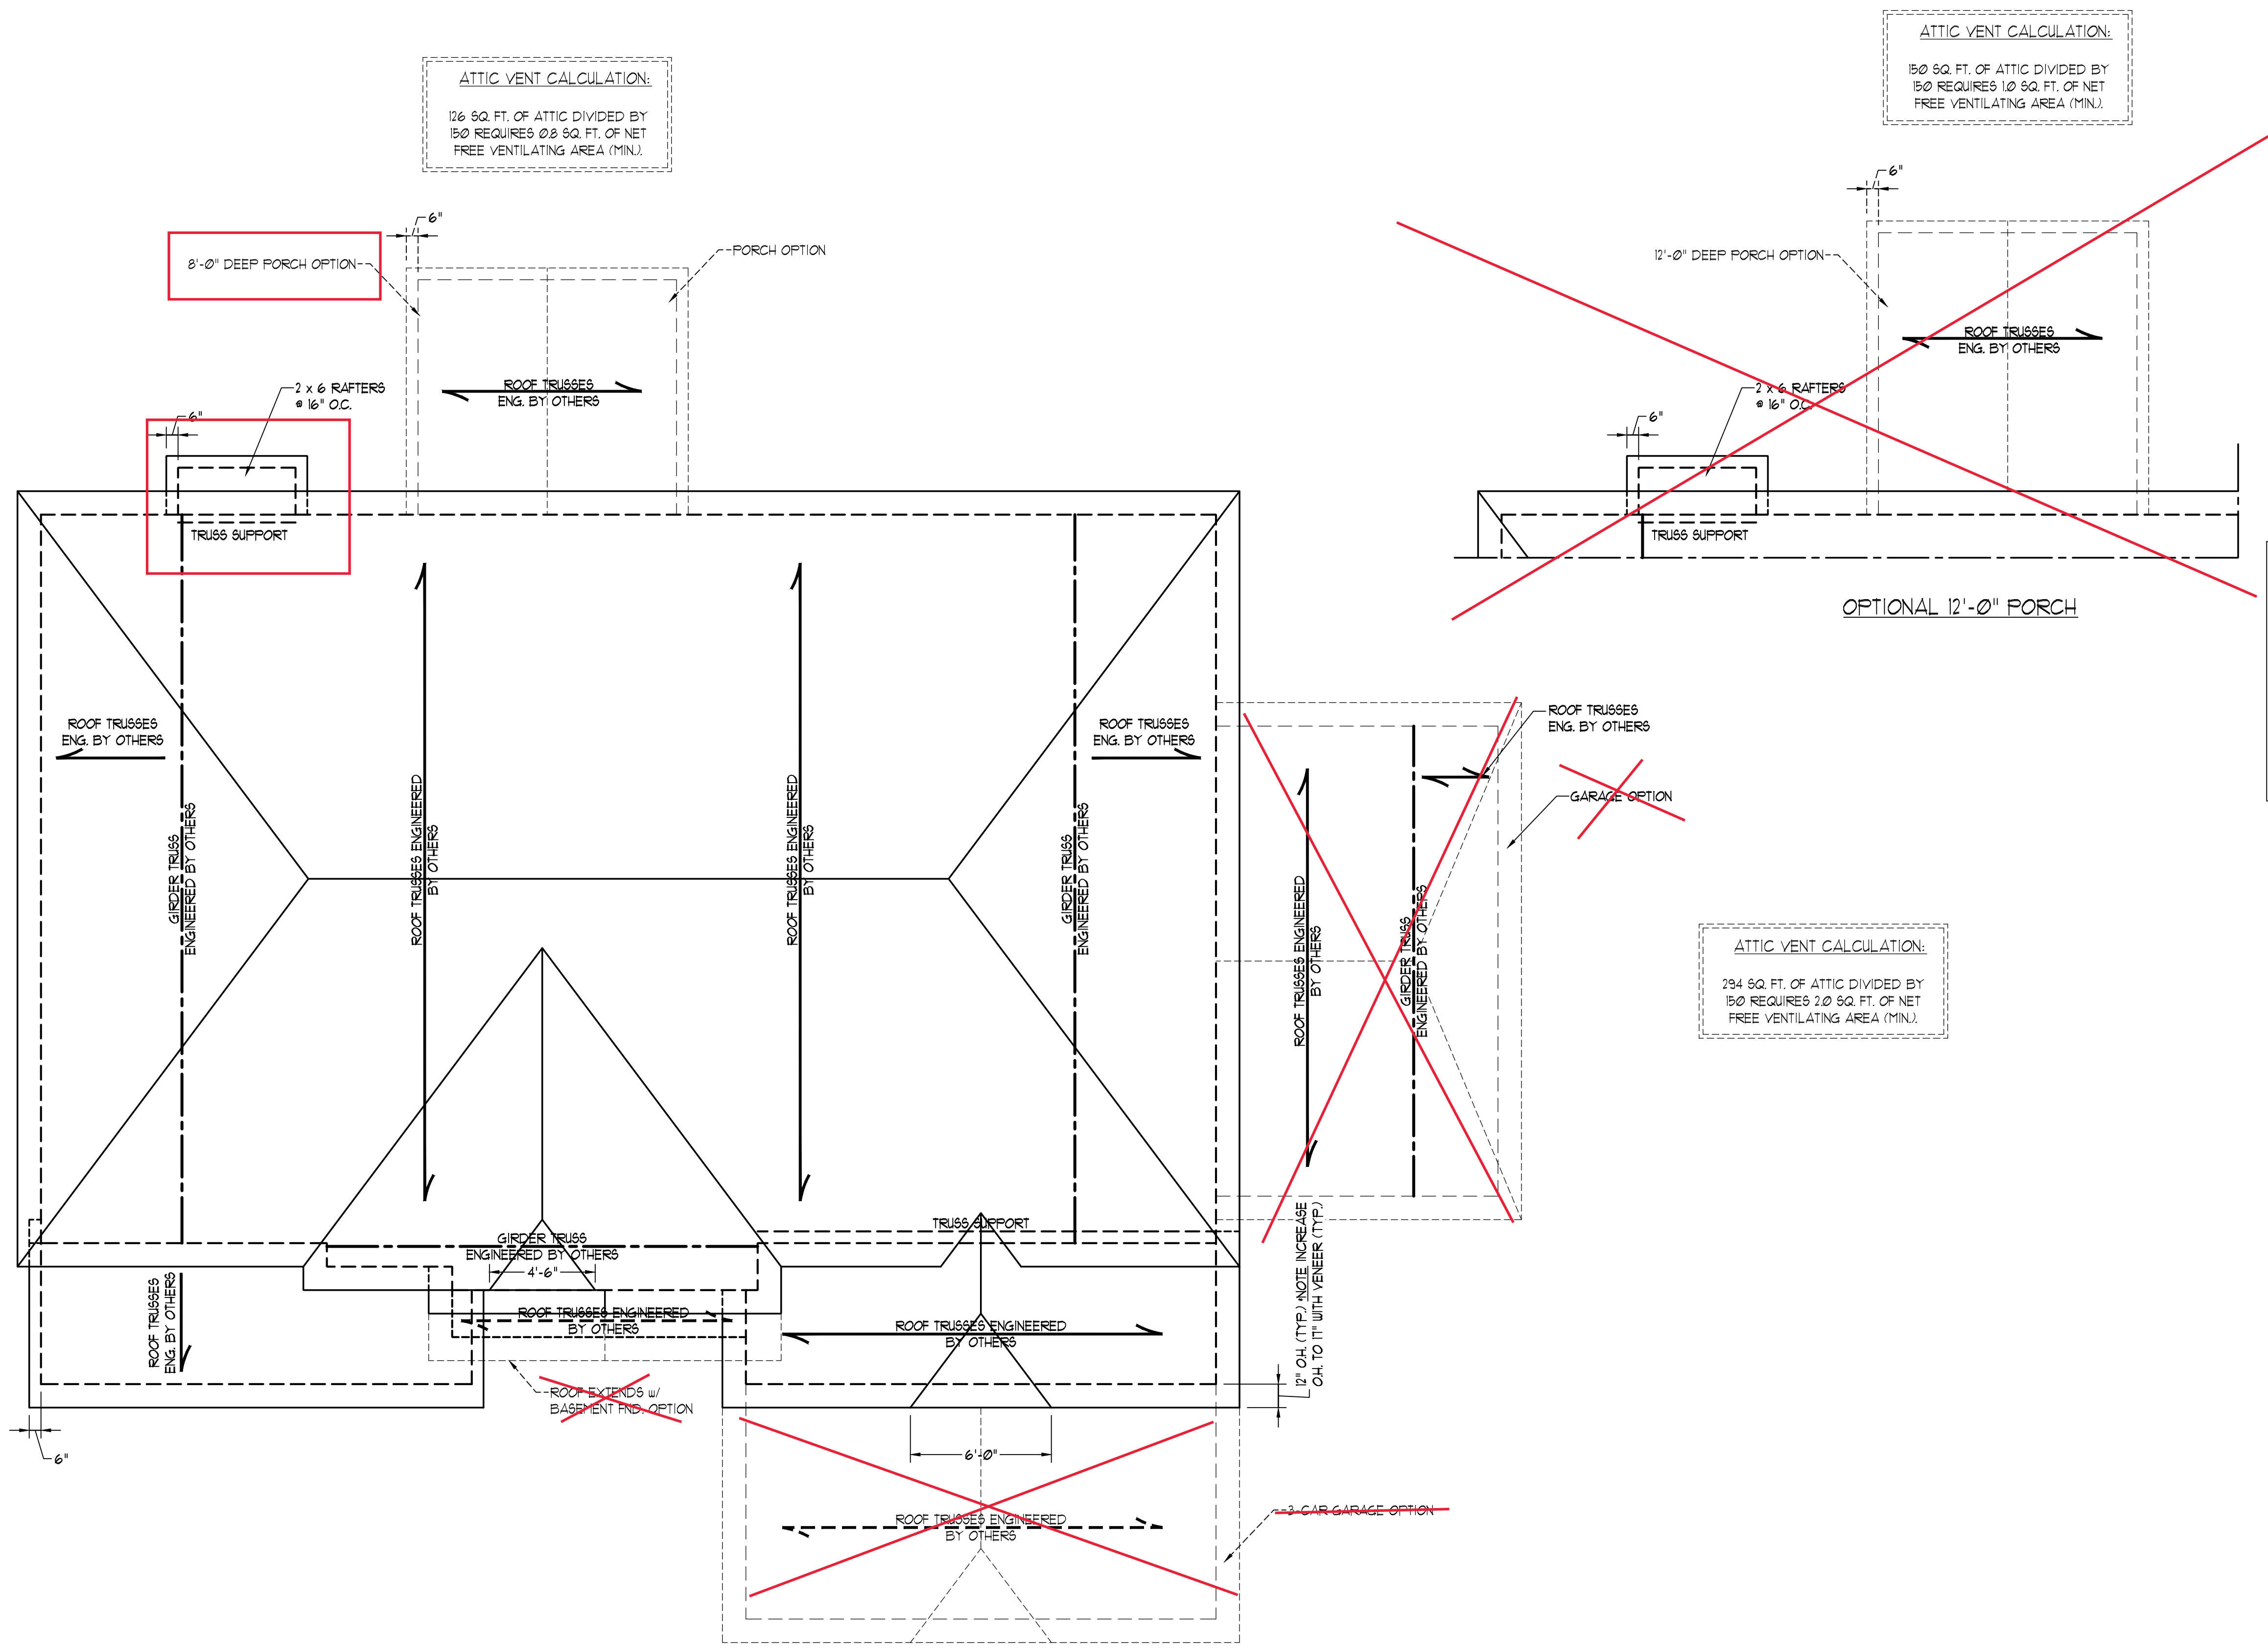 ATTIC VENT CALCULATION:
126 SQ. FT. OF ATTIC DIVIDED BY
150 REQUIRES 0.8 SQ. FT. OF NET
FREE VENTILATING AREA (MIN.).
ATTIC VENT CALCULATION:
150 SQ. FT. OF ATTIC DIVIDED BY
150 REQUIRES 1.0 SQ. FT. OF NET
FREE VENTILATING AREA (MIN.).
6"
8'-0" DEEP PORCH OPTION
PORCH OPTION
ROOF TRUSSES
ENG. BY OTHERS
2 x 6 RAFTERS
@ 16" O.C.
6"
TRUSS SUPPORT
6"
12'-0" DEEP PORCH OPTION
ROOF TRUSSES
ENG. BY OTHERS
2 x 6 RAFTERS
@ 16" O.C.
6"
TRUSS SUPPORT
OPTIONAL 12'-0" PORCH
ROOF TRUSSES
ENG. BY OTHERS
GIRDER TRUSS
ENGINEERED BY OTHERS
ROOF TRUSSES ENGINEERED
BY OTHERS
ROOF TRUSSES ENGINEERED
BY OTHERS
GIRDER TRUSS
ENGINEERED BY OTHERS
ROOF TRUSSES
ENG. BY OTHERS
ROOF TRUSSES ENGINEERED
BY OTHERS
GIRDER TRUSS
ENGINEERED BY OTHERS
ROOF TRUSSES
ENG. BY OTHERS
GARAGE OPTION
ATTIC VENT CALCULATION:
294 SQ. FT. OF ATTIC DIVIDED BY
150 REQUIRES 2.0 SQ. FT. OF NET
FREE VENTILATING AREA (MIN.).
GIRDER TRUSS
ENGINEERED BY OTHERS
4'-6"
TRUSS SUPPORT
ROOF TRUSSES
ENG. BY OTHERS
ROOF TRUSSES ENGINEERED
BY OTHERS
ROOF TRUSSES ENGINEERED
BY OTHERS
12" O.H. (TYP.) *NOTE INCREASE
O.H. TO 17" WITH VENEER (TYP.)
ROOF EXTENDS w/
BASEMENT FND. OPTION
6"
6'-0"
ROOF TRUSSES ENGINEERED
BY OTHERS
3-CAR GARAGE OPTION